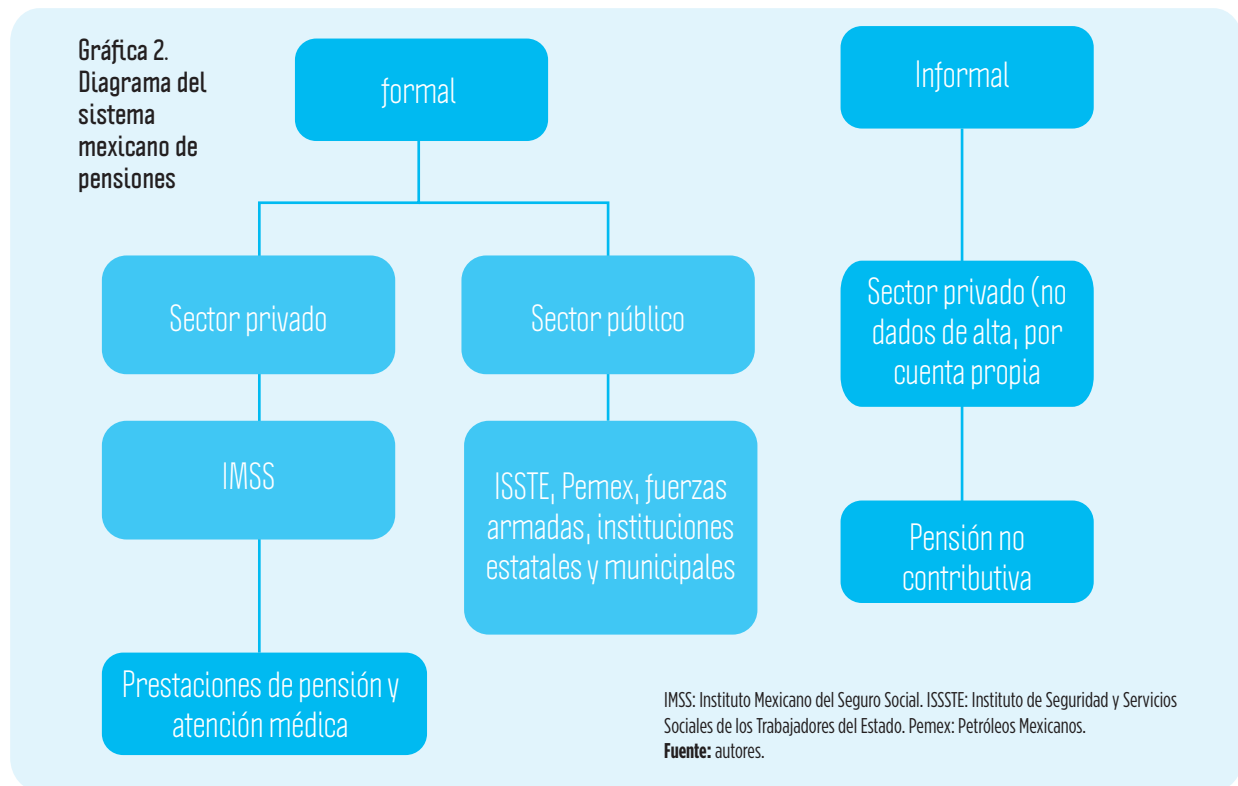 Gráfica 2.
Diagrama del
sistema
mexicano de
pensiones
formal
Informal
Sector privado
Sector público
Sector privado (no
dados de alta, por
cuenta propia
IMSS
ISSTE, Pemex, fuerzas
armadas, instituciones
estatales y municipales
Pensión no
contributiva
Prestaciones de pensión y
atención médica
IMSS: Instituto Mexicano del Seguro Social. ISSSTE: Instituto de Seguridad y Servicios
Sociales de los Trabajadores del Estado. Pemex: Petróleos Mexicanos.
Fuente: autores.